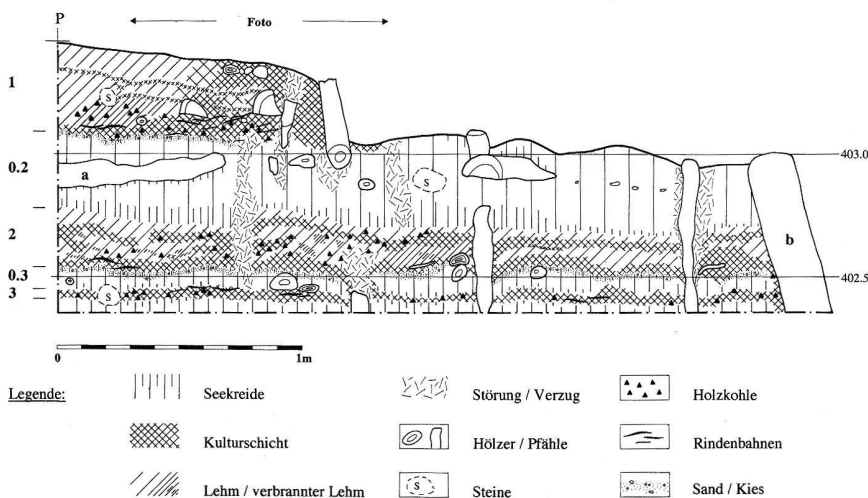 P
Foto
1
S
0.2
a
S
403.0
2
b
0.3
402.5
3
S
0
1m
Legende:
Seekreide
Störung / Verzug
Holzkohle
Kulturschicht
Hölzer / Pfähle
Rindenbahnen
Lehm / verbrannter Lehm
S
Steine
Sand / Kies